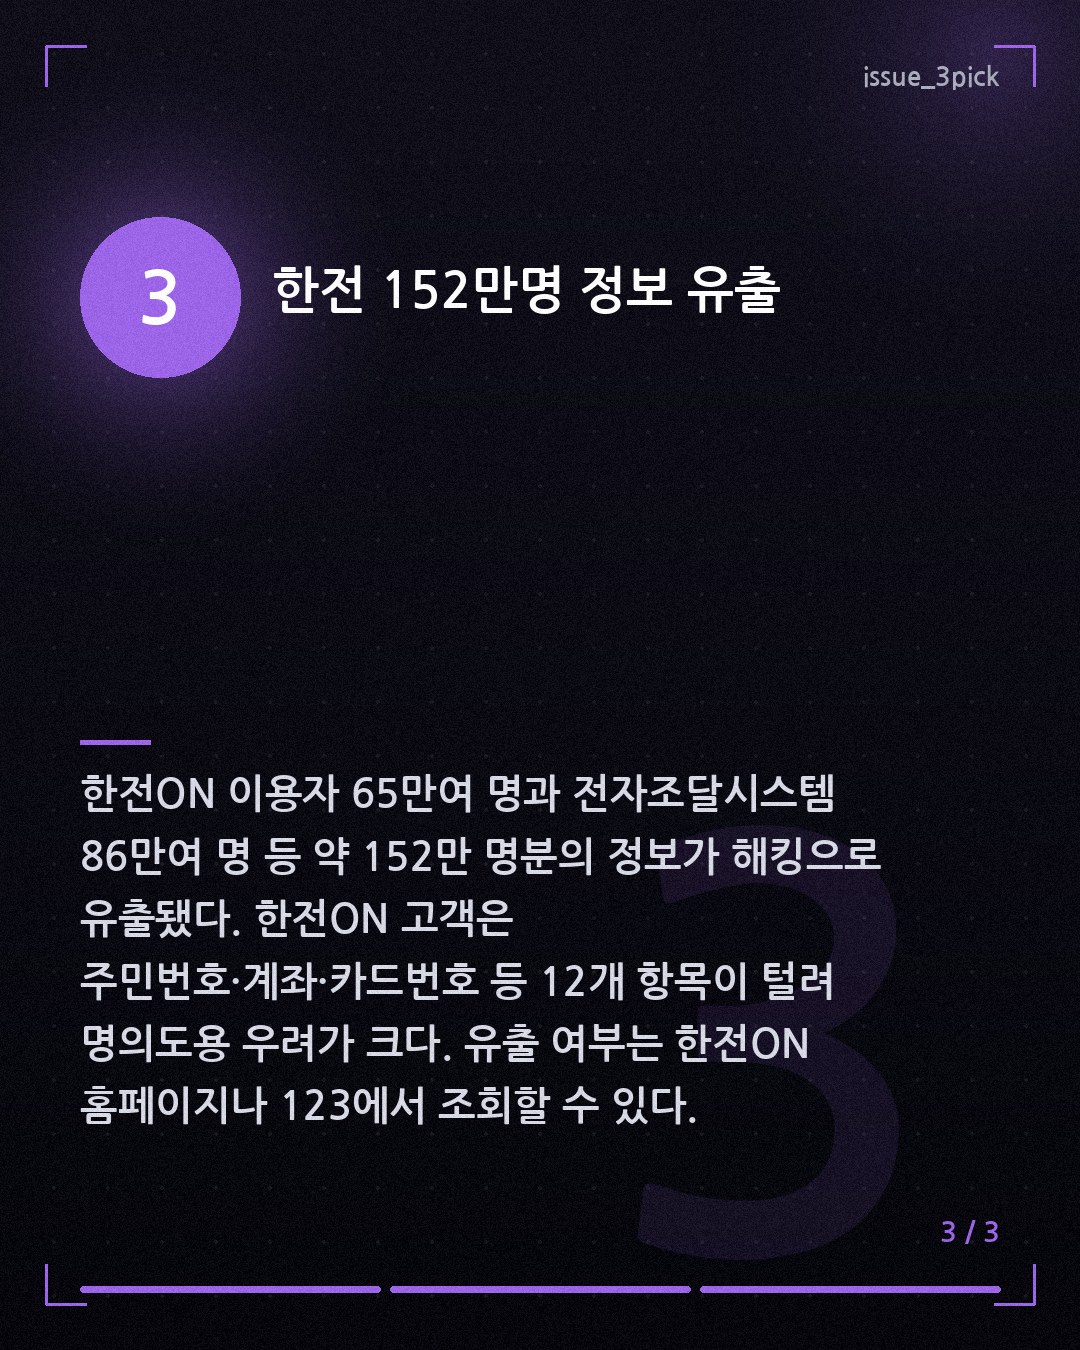 issue_3pick
3
한전 152만명 정보 유출
한전ON 이용자 65만여 명과 전자조달시스템
86만여 명 등 약 152만 명분의 정보가 해킹으로
유출됐다. 한전ON 고객은
주민번호·계좌·카드번호 등 12개 항목이 털려
명의도용 우려가 크다. 유출 여부는 한전ON
홈페이지나 123에서 조회할 수 있다.
3
3 / 3